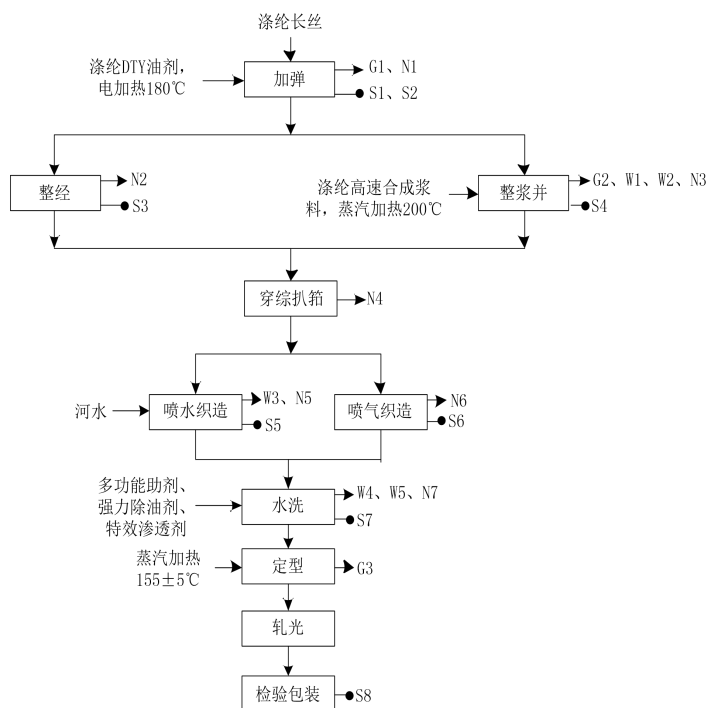 涤纶长丝
涤纶DTY油剂,
电加热180℃
加弹
G1、N1
S1、S2
整经
N2
S3
涤纶高速合成浆
料,蒸汽加热200℃
整浆并
G2、W1、W2、N3
S4
穿综扒筘
N4
河水
喷水织造
W3、N5
S5
喷气织造
N6
S6
多功能助剂、
强力除油剂、
特效渗透剂
水洗
W4、W5、N7
S7
蒸汽加热
155±5℃
定型
G3
轧光
检验包装
S8